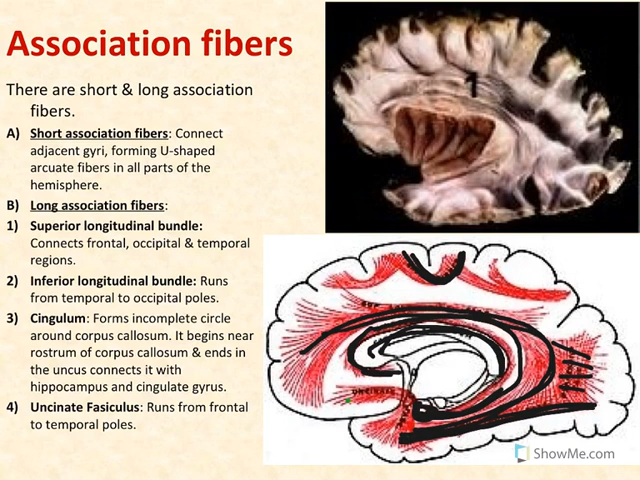 Association fibers
There are short & long association
fibers.
A) Short association fibers: Connect
adjacent gyri, forming U-shaped
arcuate fibers in all parts of the
hemisphere.
B) Long association fibers:
1) Superior longitudinal bundle:
Connects frontal, occipital & temporal
regions.
2) Inferior longitudinal bundle: Runs
from temporal to occipital poles.
3) Cingulum: Forms incomplete circle
around corpus callosum. It begins near
rostrum of corpus callosum & ends in
the uncus connects it with
hippocampus and cingulate gyrus.
4) Uncinate Fasiculus: Runs from frontal
to temporal poles.
1
UNCINATE
ShowMe.com